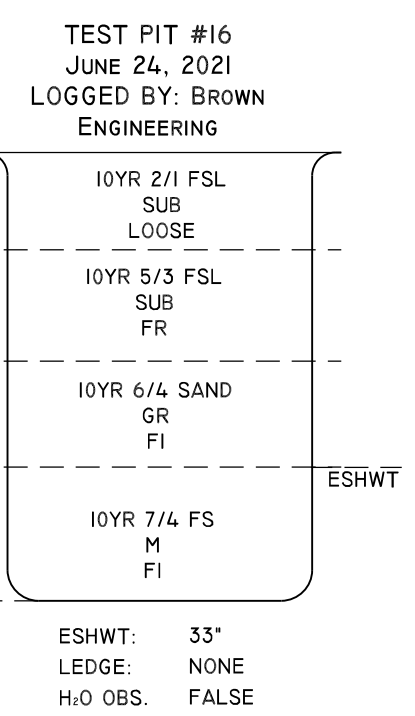 TEST PIT #16
JUNE 24, 2021
LOGGED BY: BROWN
ENGINEERING
10YR 2/1 FSL
SUB
LOOSE
10YR 5/3 FSL
SUB
FR
10YR 6/4 SAND
GR
FI
ESHWT
10YR 7/4 FS
M
FI
ESHWT: 33"
LEDGE: NONE
H₂O OBS. FALSE